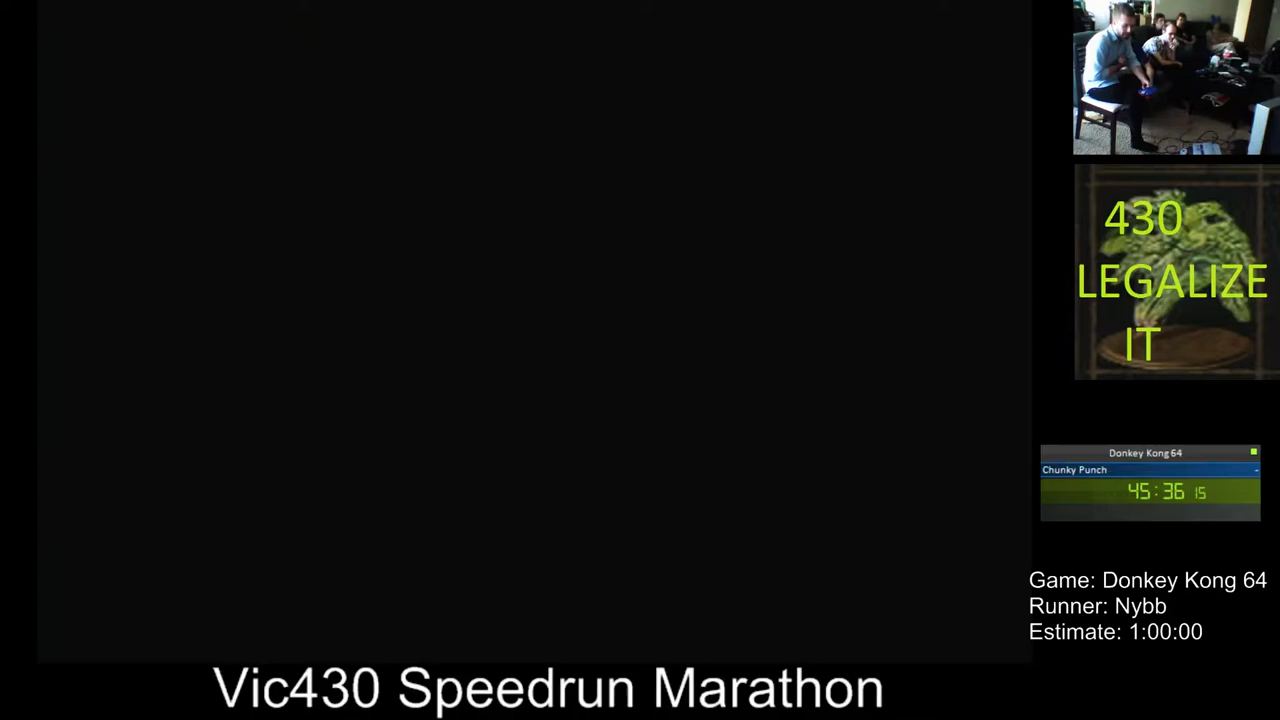 430
LEGALIZE
IT
Donkey Kong 64
Chunky Punch -
45:36 15
Game: Donkey Kong 64
Runner: Nybb
Estimate: 1:00:00
Vic430 Speedrun Marathon